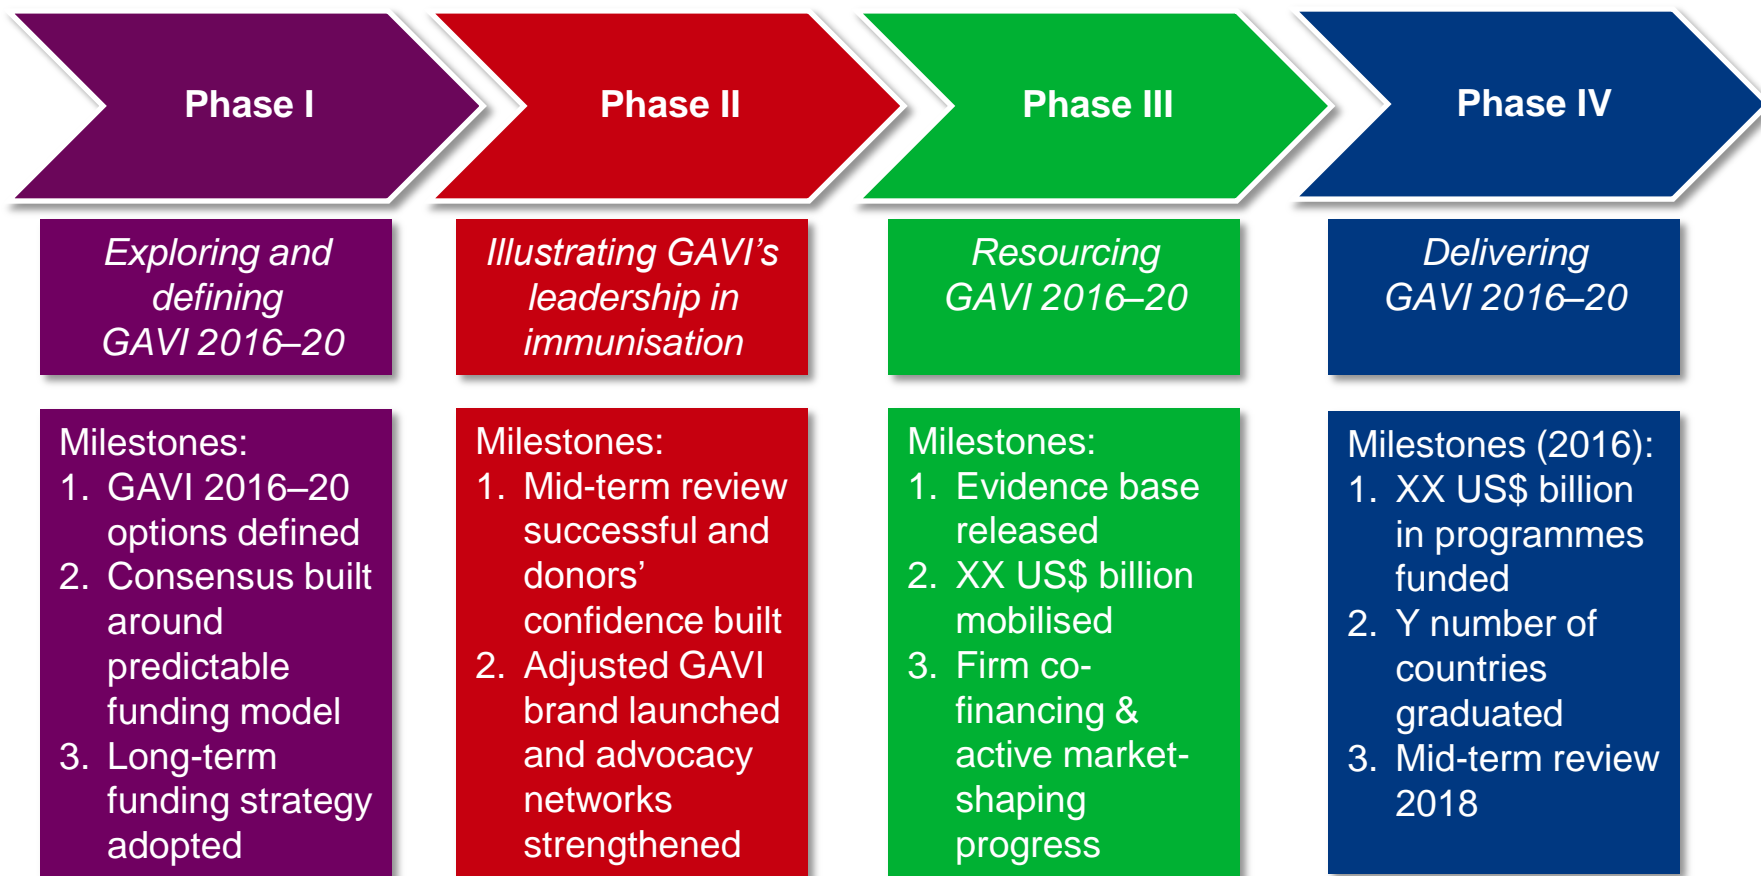 Phase I
Phase II
Phase III
Phase IV
Exploring and
defining
GAVI 2016–20
Illustrating GAVI’s
leadership in
immunisation
Resourcing
GAVI 2016–20
Delivering
GAVI 2016–20
Milestones:
1. GAVI 2016–20
options defined
2. Consensus built
around
predictable
funding model
3. Long-term
funding strategy
adopted
Milestones:
1. Mid-term review
successful and
donors’
confidence built
2. Adjusted GAVI
brand launched
and advocacy
networks
strengthened
Milestones:
1. Evidence base
released
2. XX US$ billion
mobilised
3. Firm co-
financing &
active market-
shaping
progress
Milestones (2016):
1. XX US$ billion
in programmes
funded
2. Y number of
countries
graduated
3. Mid-term review
2018